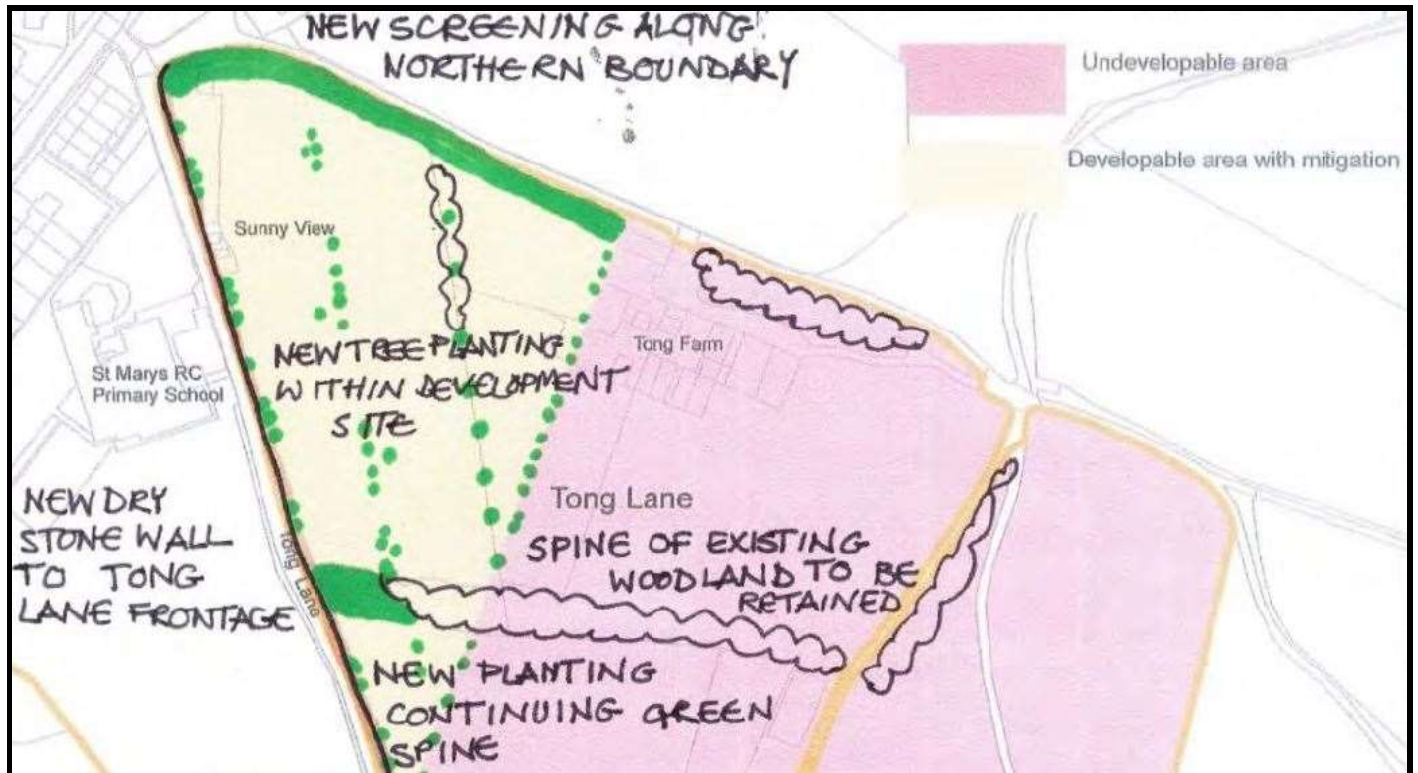 NEW SCREENING ALONG
NORTHERN BOUNDARY
Undevelopable area
Developable area with mitigation
Sunny View
NEW TREE PLANTING
WITHIN DEVELOPMENT
SITE
Tong Farm
St Marys RC
Primary School
NEW DRY
STONE WALL
TO TONG
LANE FRONTAGE
Tong Lane
Tong Lane
SPINE OF EXISTING
WOODLAND TO BE
RETAINED
NEW PLANTING
CONTINUING GREEN
SPINE